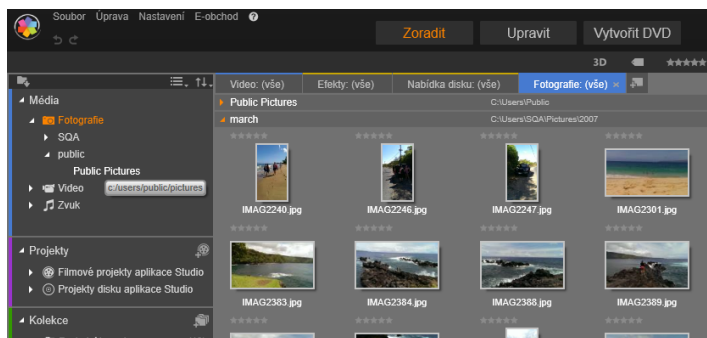 Soubor Úprava Nastavení E-obchod ?
Zoradit Upravit Vytvořit DVD
3D
Video: (vše) Efekty: (vše) Nabídka disku: (vše) Fotografie: (vše) ×
Média
Fotografie
SQA
public
Public Pictures
Video c:/users/public/pictures
Zvuk
Projekty
Filmové projekty aplikace Studio
Projekty disku aplikace Studio
Kolekce
Public Pictures C:\Users\Public
march C:\Users\SQA\Pictures\2007
IMAG2240.jpg IMAG2246.jpg IMAG2247.jpg IMAG2301.jpg
IMAG2383.jpg IMAG2384.jpg IMAG2388.jpg IMAG2389.jpg